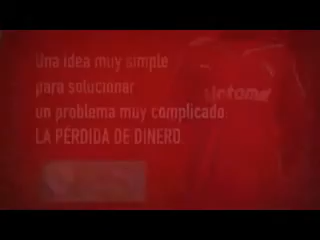 Una idea muy simple
para solucionar
un problema muy complicado.
LA PÉRDIDA DE DINERO.